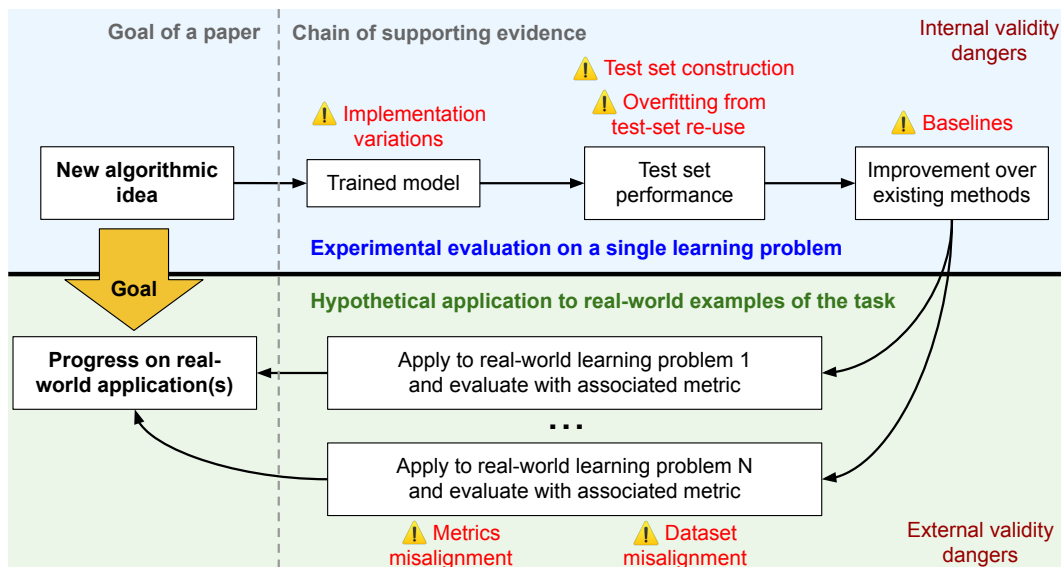 Goal of a paper
Chain of supporting evidence
Internal validity
dangers
Test set construction
Implementation
variations
Overfitting from
test-set re-use
Baselines
New algorithmic
idea
Trained model
Test set
performance
Improvement over
existing methods
Experimental evaluation on a single learning problem
Goal
Hypothetical application to real-world examples of the task
Progress on real-
world application(s)
Apply to real-world learning problem 1
and evaluate with associated metric
...
Apply to real-world learning problem N
and evaluate with associated metric
Metrics
misalignment
Dataset
misalignment
External validity
dangers